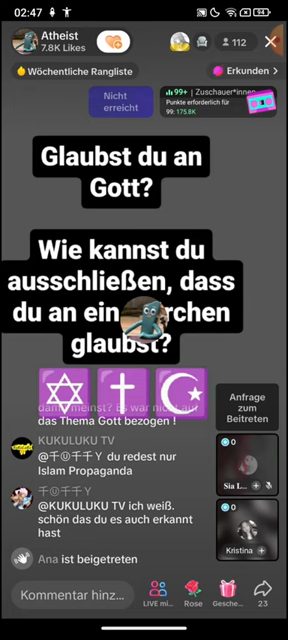 02:47
94
Atheist
7.8K Likes
112
Wöchentliche Rangliste
Erkunden >
Nicht
erreicht
99+ | Zuschauer*innen
Punkte erforderlich für
99: 175.8K
Glaubst du an
Gott?
Wie kannst du
ausschließen, dass
du an ein rchen
glaubst?
das Thema Gott bezogen !
Anfrage
zum
Beitreten
KUKULUKU TV
@千۝千千Y du redest nur
Islam Propaganda
0
Sia L...
千۝千千Y
@KUKULUKU TV ich weiß.
schön das du es auch erkannt
hast
0
Kristina
Ana ist beigetreten
Kommentar hinz...
LIVE mi...
Rose
Gesche...
23